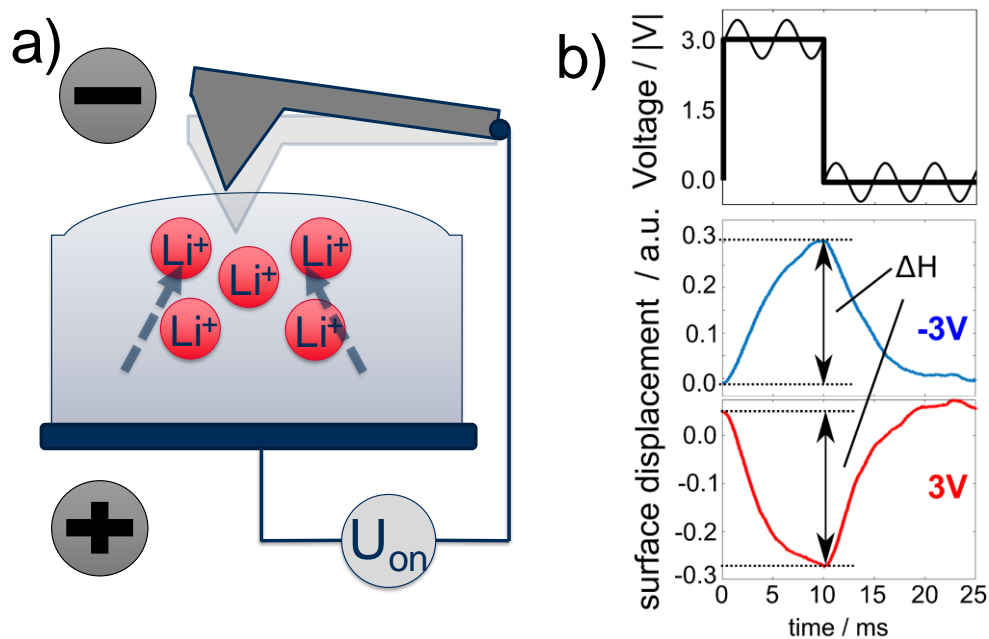 a)
Li⁺
Li⁺
Li⁺
Li⁺
Li⁺
U_on
b)
Voltage / |V|
3.0
1.5
0.0
surface displacement / a.u.
0.3
0.2
0.1
0.0
ΔH
-3V
0.0
-0.1
-0.2
-0.3
3V
0 5 10 15 20 25
time / ms